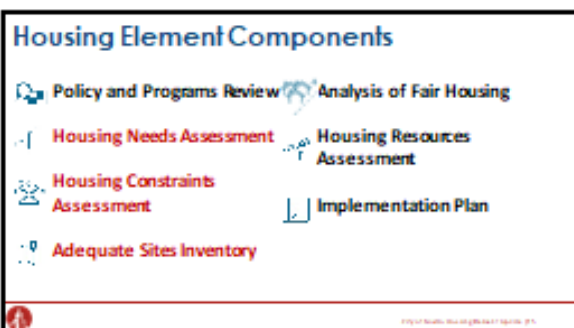 Housing Element Components
Policy and Programs Review
Housing Needs Assessment
Housing Constraints
Assessment
Adequate Sites Inventory
Analysis of Fair Housing
Housing Resources
Assessment
Implementation Plan